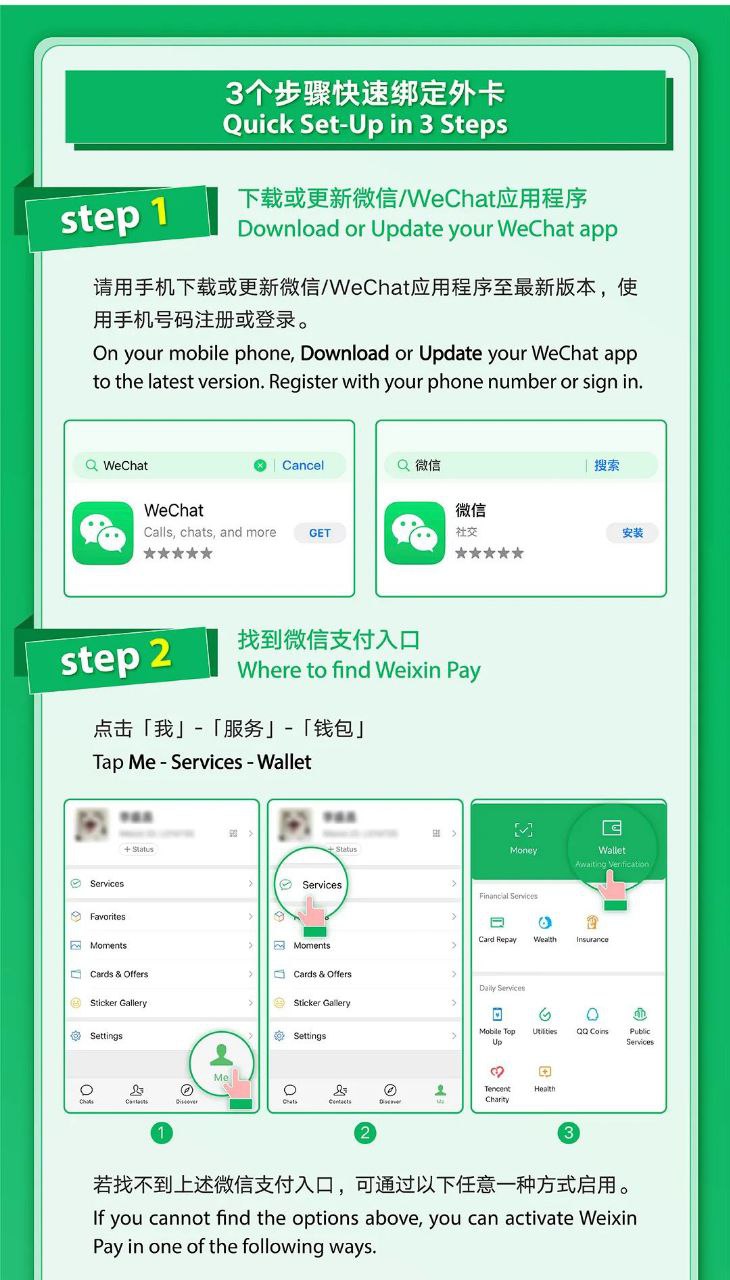 3个步骤快速绑定外卡
Quick Set-Up in 3 Steps
step 1
下载或更新微信/WeChat应用程序
Download or Update your WeChat app
请用手机下载或更新微信/WeChat应用程序至最新版本，使
用手机号码注册或登录。
On your mobile phone, Download or Update your WeChat app
to the latest version. Register with your phone number or sign in.
WeChat
Cancel
WeChat
Calls, chats, and more
GET
微信
搜索
微信
社交
安装
step 2
找到微信支付入口
Where to find Weixin Pay
点击「我」-「服务」-「钱包」
Tap Me - Services - Wallet
+ Status
Services
Favorites
Moments
Cards & Offers
Sticker Gallery
Settings
Me
Chats
Contacts
Discover
1
+ Status
Services
Moments
Cards & Offers
Sticker Gallery
Settings
Chats
Contacts
Discover
Me
2
Money
Wallet
Awaiting Verification
Financial Services
Card Repay
Wealth
Insurance
Daily Services
Mobile Top
Up
Utilities
QQ Coins
Public
Services
Tencent
Charity
Health
3
若找不到上述微信支付入口，可通过以下任意一种方式启用。
If you cannot find the options above, you can activate Weixin
Pay in one of the following ways.